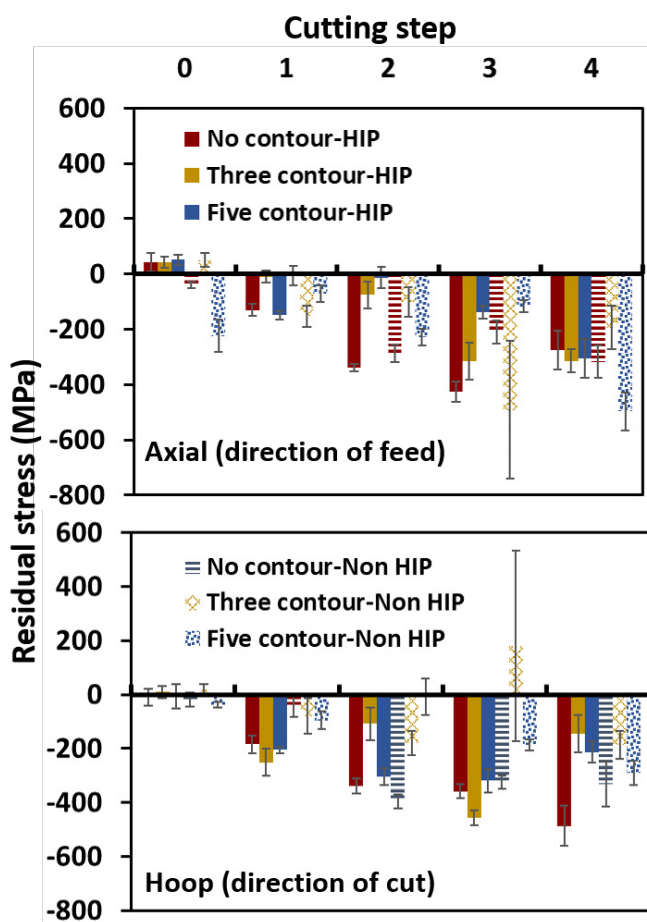 Cutting step
0 1 2 3 4
600
400
200
0
-200
-400
-600
-800
No contour-HIP
Three contour-HIP
Five contour-HIP
Axial (direction of feed)
Residual stress (MPa)
600
400
200
0
-200
-400
-600
-800
No contour-Non HIP
Three contour-Non HIP
Five contour-Non HIP
Hoop (direction of cut)